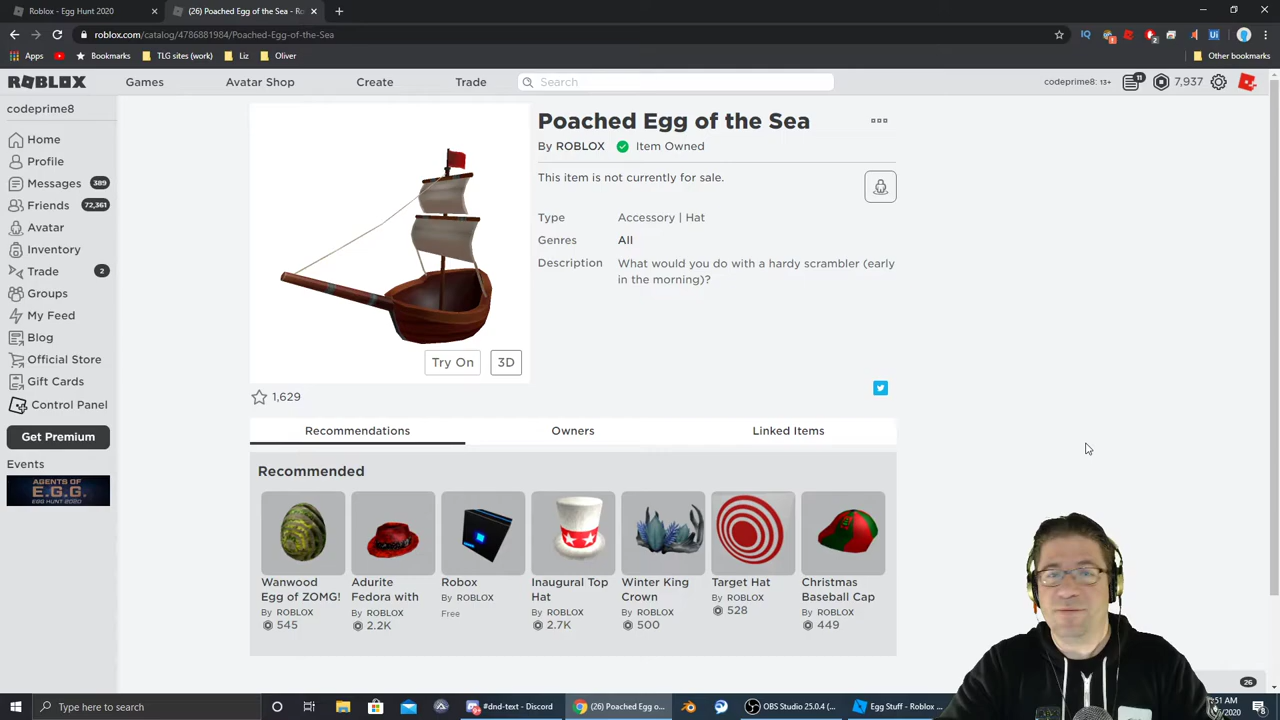 Roblox - Egg Hunt 2020
(26) Poached Egg of the Sea - Ro
roblox.com/catalog/4786881984/Poached-Egg-of-the-Sea
Apps
Bookmarks
TLG sites (work)
Liz
Oliver
Other bookmarks
ROBLOX
Games
Avatar Shop
Create
Trade
Search
codeprime8: 13+
11
7,937
codeprime8
Home
Profile
Messages 389
Friends 72,361
Avatar
Inventory
Trade 2
Groups
My Feed
Blog
Official Store
Gift Cards
Control Panel
Get Premium
Events
AGENTS OF
E.G.G.
EGG HUNT 2020
Poached Egg of the Sea
By ROBLOX Item Owned
This item is not currently for sale.
Type Accessory | Hat
Genres All
Description What would you do with a hardy scrambler (early
in the morning)?
Try On
3D
1,629
Recommendations
Owners
Linked Items
Recommended
Wanwood
Egg of ZOMG!
By ROBLOX
545
Adurite
Fedora with
By ROBLOX
2.2K
Robox
By ROBLOX
Free
Inaugural Top
Hat
By ROBLOX
2.7K
Winter King
Crown
By ROBLOX
500
Target Hat
By ROBLOX
528
Christmas
Baseball Cap
By ROBLOX
449
26
Type here to search
#dnd-text - Discord
(26) Poached Egg o...
OBS Studio 25.0.4 (...
Egg Stuff - Roblox ...
:51 AM
/2020